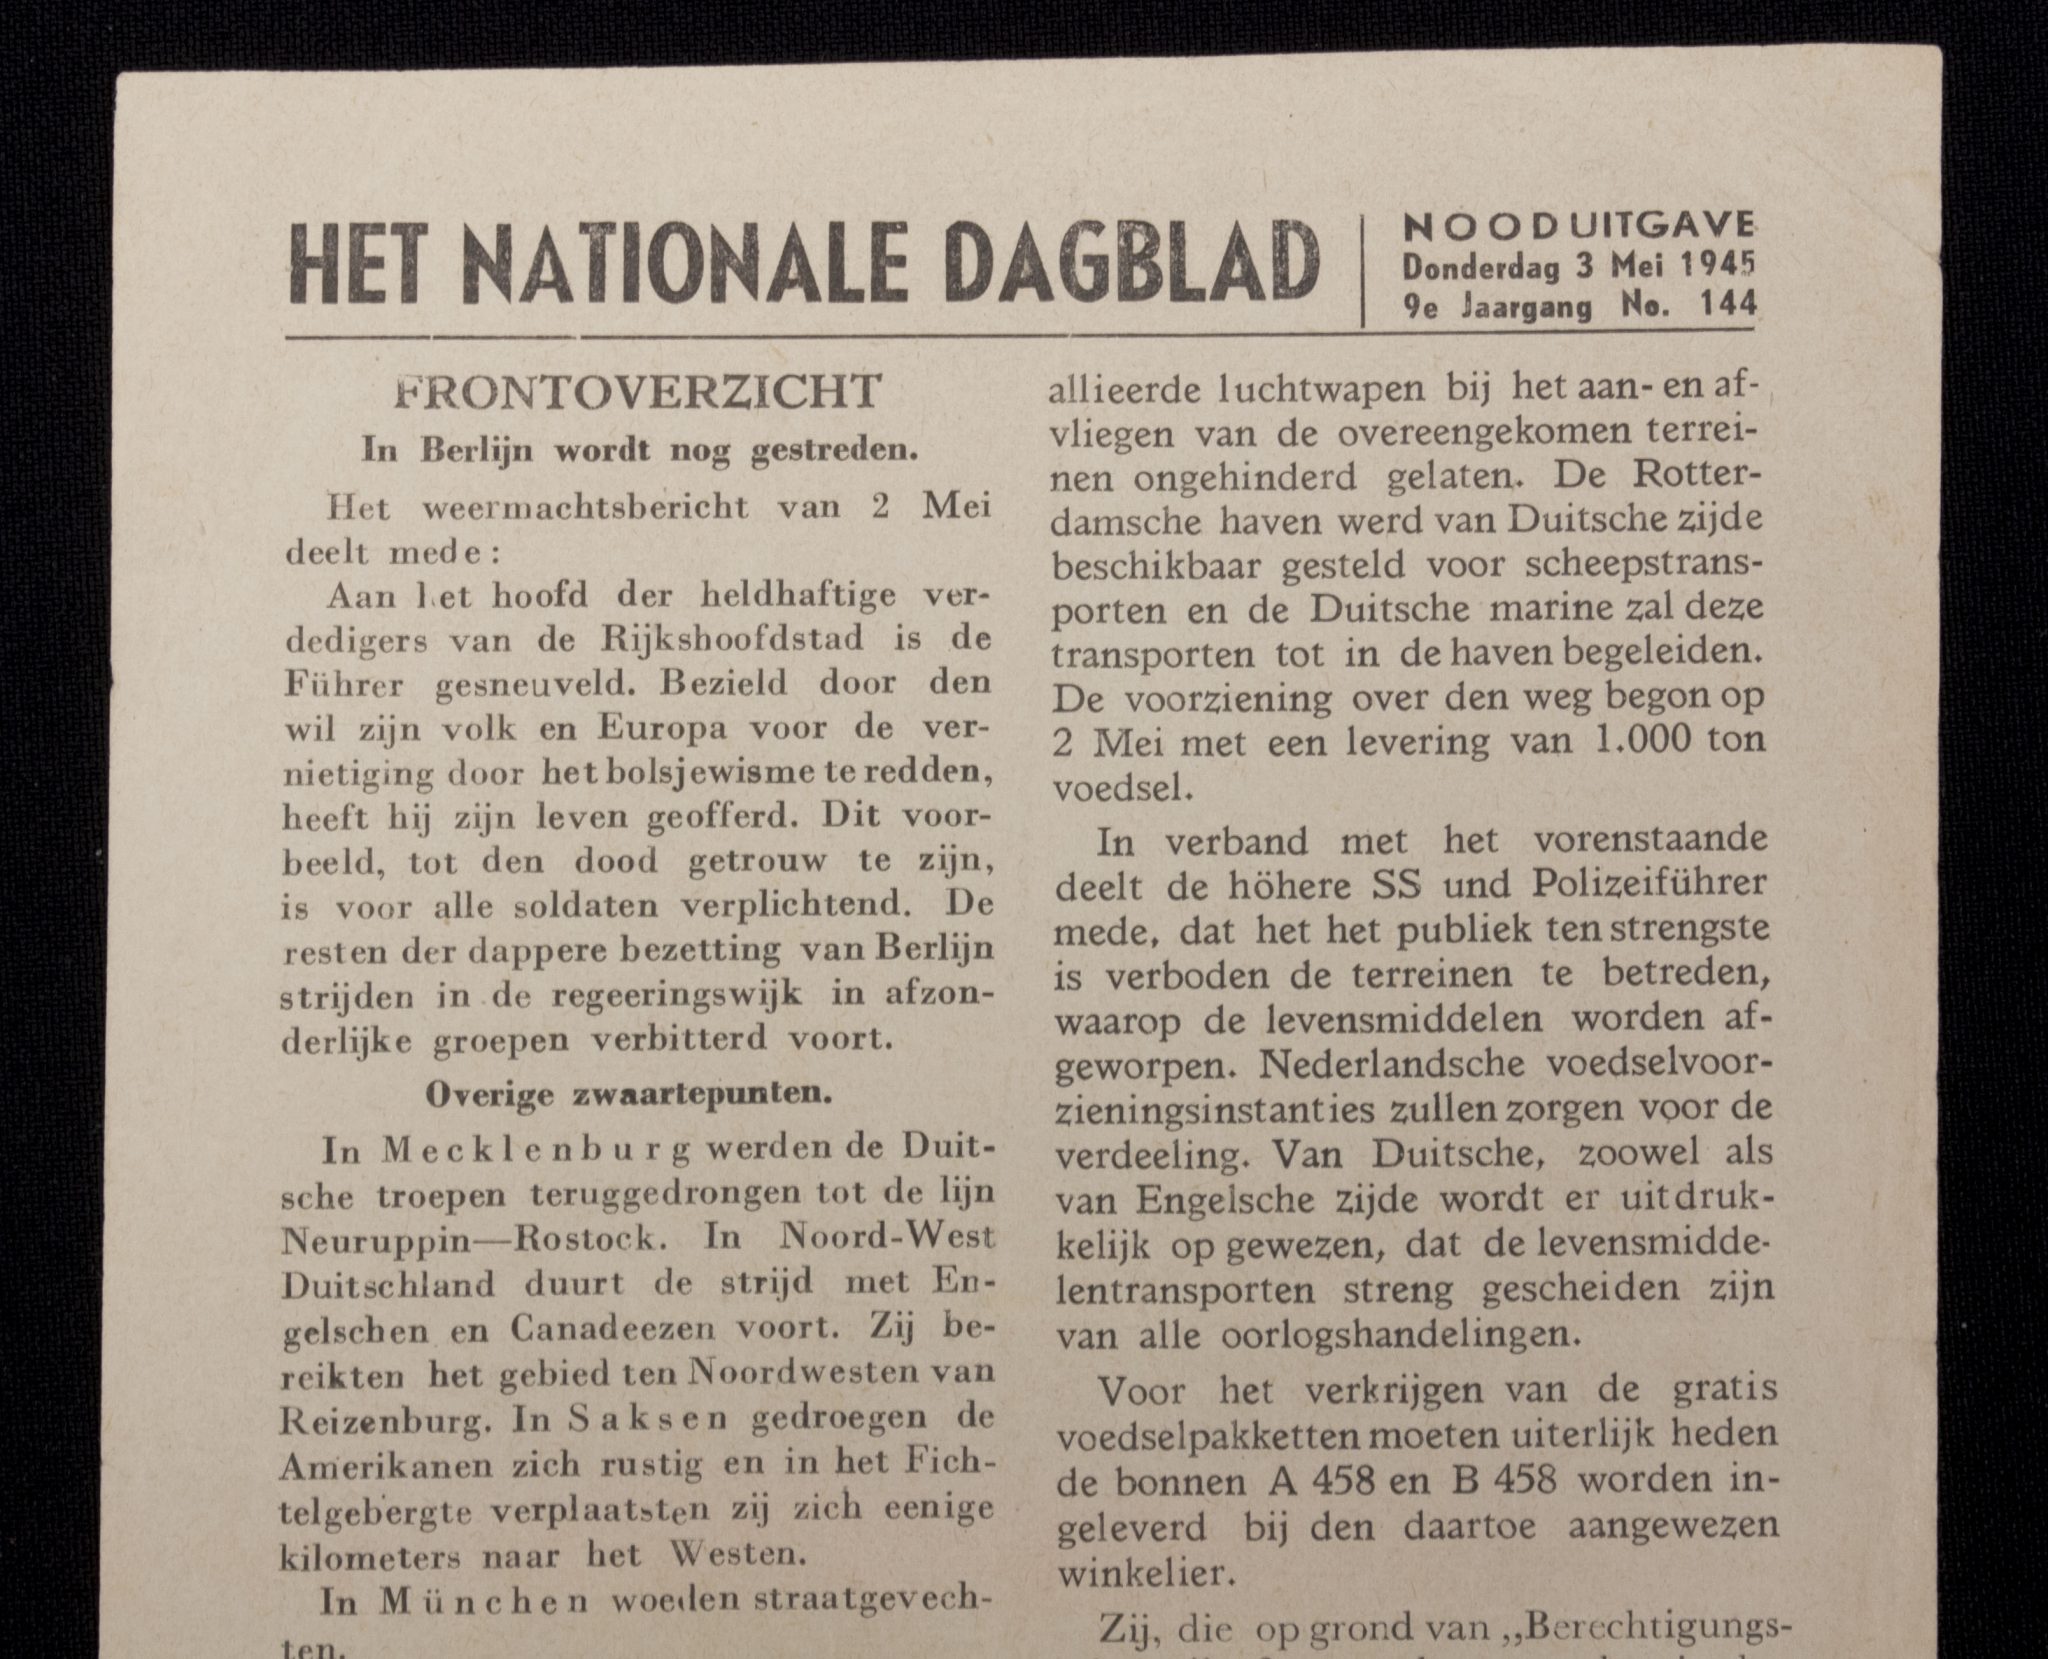 HET NATIONALE DAGBLAD
NOODUITGAVE
Donderdag 3 Mei 1945
9e Jaargang No. 144
FRONTOVERZICHT
In Berlijn wordt nog gestreden.
Het weermachtsbericht van 2 Mei
deelt mede:
Aan het hoofd der heldhaftige ver-
dedigers van de Rijkshoofdstad is de
Führer gesneuveld. Bezield door den
wil zijn volk en Europa voor de ver-
nietiging door het bolsjewisme te redden,
heeft hij zijn leven geofferd. Dit voor-
beeld, tot den dood getrouw te zijn,
is voor alle soldaten verplichtend. De
resten der dappere bezetting van Berlijn
strijden in de regeeringswijk in afzon-
derlijke groepen verbitterd voort.
Overige zwaartepunten.
In Mecklenburg werden de Duit-
sche troepen teruggedrongen tot de lijn
Neuruppin—Rostock. In Noord-West
Duitschland duurt de strijd met En-
gelschen en Canadeezen voort. Zij be-
reikten het gebied ten Noordwesten van
Reizenburg. In Saksen gedroegen de
Amerikanen zich rustig en in het Fich-
telgebergte verplaatsten zij zich eenige
kilometers naar het Westen.
In München woeden straatgevech-
ten.
allieerde luchtwapen bij het aan- en af-
vliegen van de overeengekomen terrei-
nen ongehinderd gelaten. De Rotter-
damsche haven werd van Duitsche zijde
beschikbaar gesteld voor scheepstrans-
porten en de Duitsche marine zal deze
transporten tot in de haven begeleiden.
De voorziening over den weg begon op
2 Mei met een levering van 1.000 ton
voedsel.
In verband met het vorenstaande
deelt de höhere SS und Polizeiführer
mede, dat het het publiek ten strengste
is verboden de terreinen te betreden,
waarop de levensmiddelen worden af-
geworpen. Nederlandsche voedselvoor-
zieningsinstanties zullen zorgen voor de
verdeeling. Van Duitsche, zoowel als
van Engelsche zijde wordt er uitdruk-
kelijk op gewezen, dat de levensmidde-
lentransporten streng gescheiden zijn
van alle oorlogshandelingen.
Voor het verkrijgen van de gratis
voedselpakketten moeten uiterlijk heden
de bonnen A 458 en B 458 worden in-
geleverd bij den daartoe aangewezen
winkelier.
Zij, die op grond van ,,Berechtigungs-